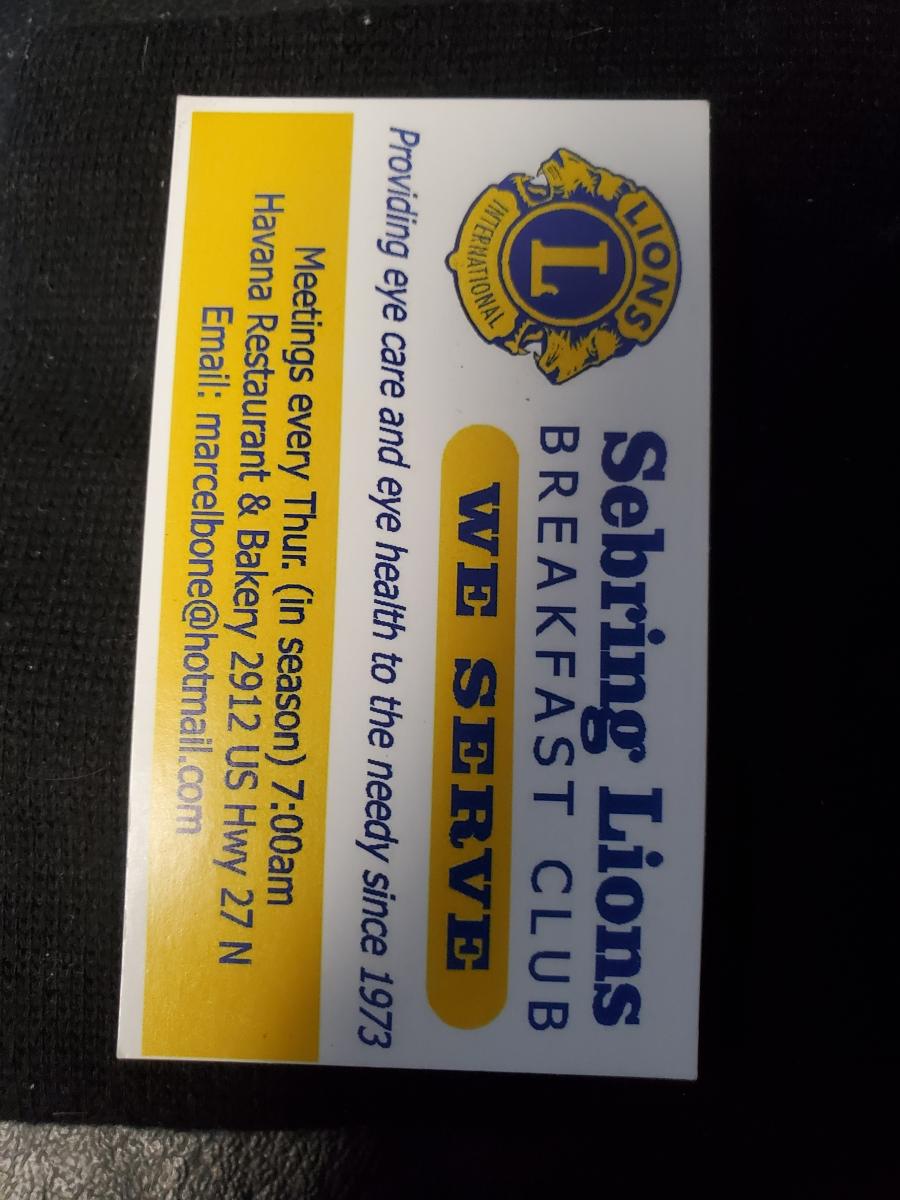 LIONS
L
INTERNATIONAL
Sebring Lions
BREAKFAST CLUB
WE SERVE
Providing eye care and eye health to the needy since 1973
Meetings every Thur. (in season) 7:00am
Havana Restaurant & Bakery 2912 US Hwy 27 N
Email: marcelbone@hotmail.com